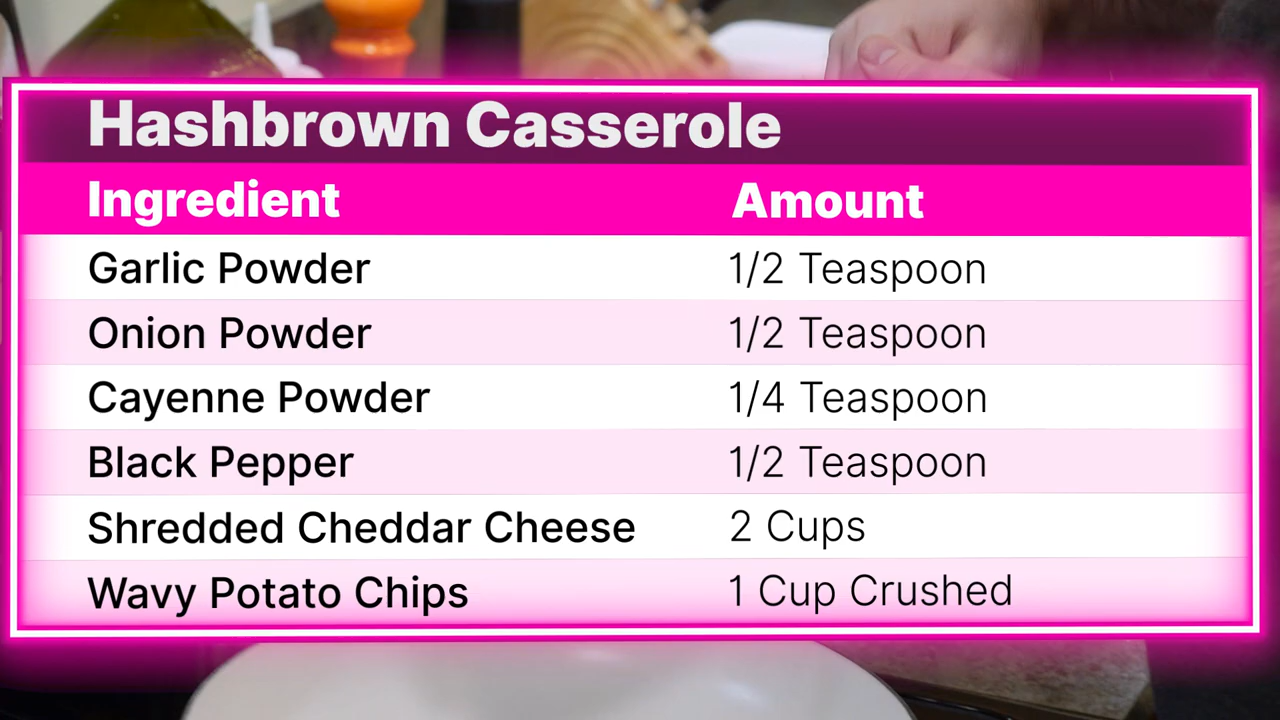 Hashbrown Casserole
Ingredient Amount
Garlic Powder 1/2 Teaspoon
Onion Powder 1/2 Teaspoon
Cayenne Powder 1/4 Teaspoon
Black Pepper 1/2 Teaspoon
Shredded Cheddar Cheese 2 Cups
Wavy Potato Chips 1 Cup Crushed